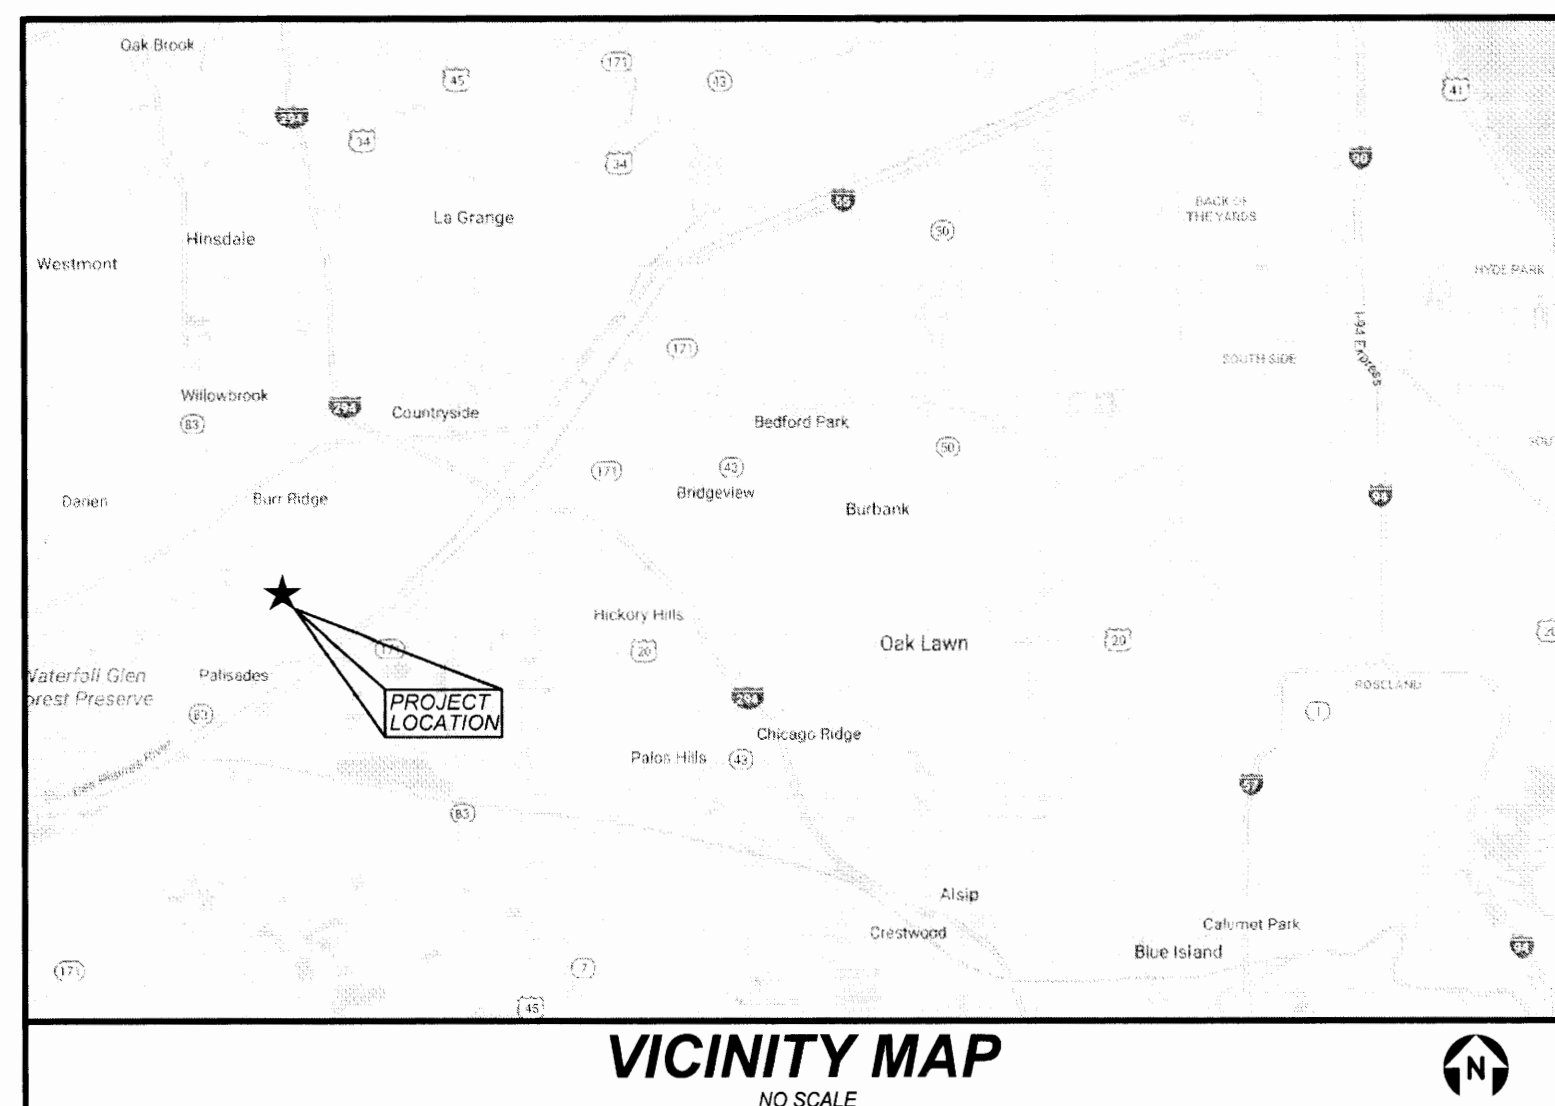 Oak Brook
171
45
43
41
294
34
34
90
55
BACK OF
THE YARDS
La Grange
50
Hinsdale
Westmont
HYDE PARK
I-94 Express
171
SOUTH SIDE
Willowbrook
294
Countryside
83
Bedford Park
50
171
43
Bridgeview
Darien
Burr Ridge
94
Burbank
Hickory Hills
20
Oak Lawn
20
171
Waterfall Glen
Forest Preserve
Palisades
ROSELAND
PROJECT
LOCATION
294
83
1
Chicago Ridge
Palos Hills
43
Des Plaines River
57
83
Alsip
Crestwood
Calumet Park
Blue Island
94
171
7
45
VICINITY MAP
N
NO SCALE